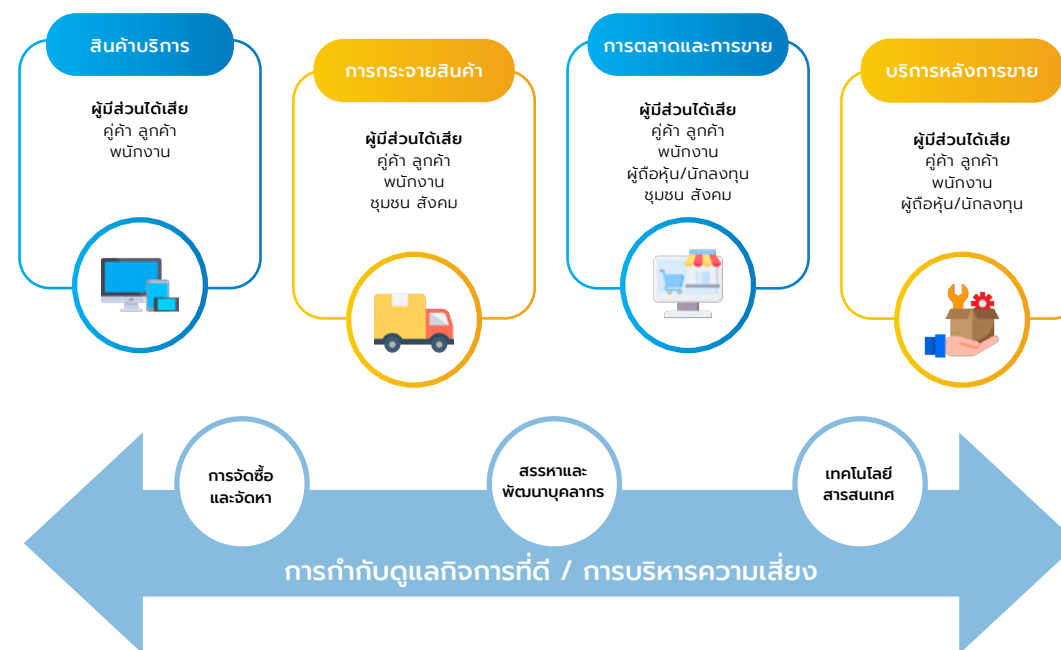 สินค้าบริการ
ผู้มีส่วนได้เสีย
คู่ค้า ลูกค้า
พนักงาน
การกระจายสินค้า
ผู้มีส่วนได้เสีย
คู่ค้า ลูกค้า
พนักงาน
ชุมชน สังคม
การตลาดและการขาย
ผู้มีส่วนได้เสีย
คู่ค้า ลูกค้า
พนักงาน
ผู้ถือหุ้น/นักลงทุน
ชุมชน สังคม
บริการหลังการขาย
ผู้มีส่วนได้เสีย
คู่ค้า ลูกค้า
พนักงาน
ผู้ถือหุ้น/นักลงทุน
การจัดซื้อ
และจัดหา
สรรหาและ
พัฒนาบุคลากร
เทคโนโลยี
สารสนเทศ
การกำกับดูแลกิจการที่ดี / การบริหารความเสี่ยง